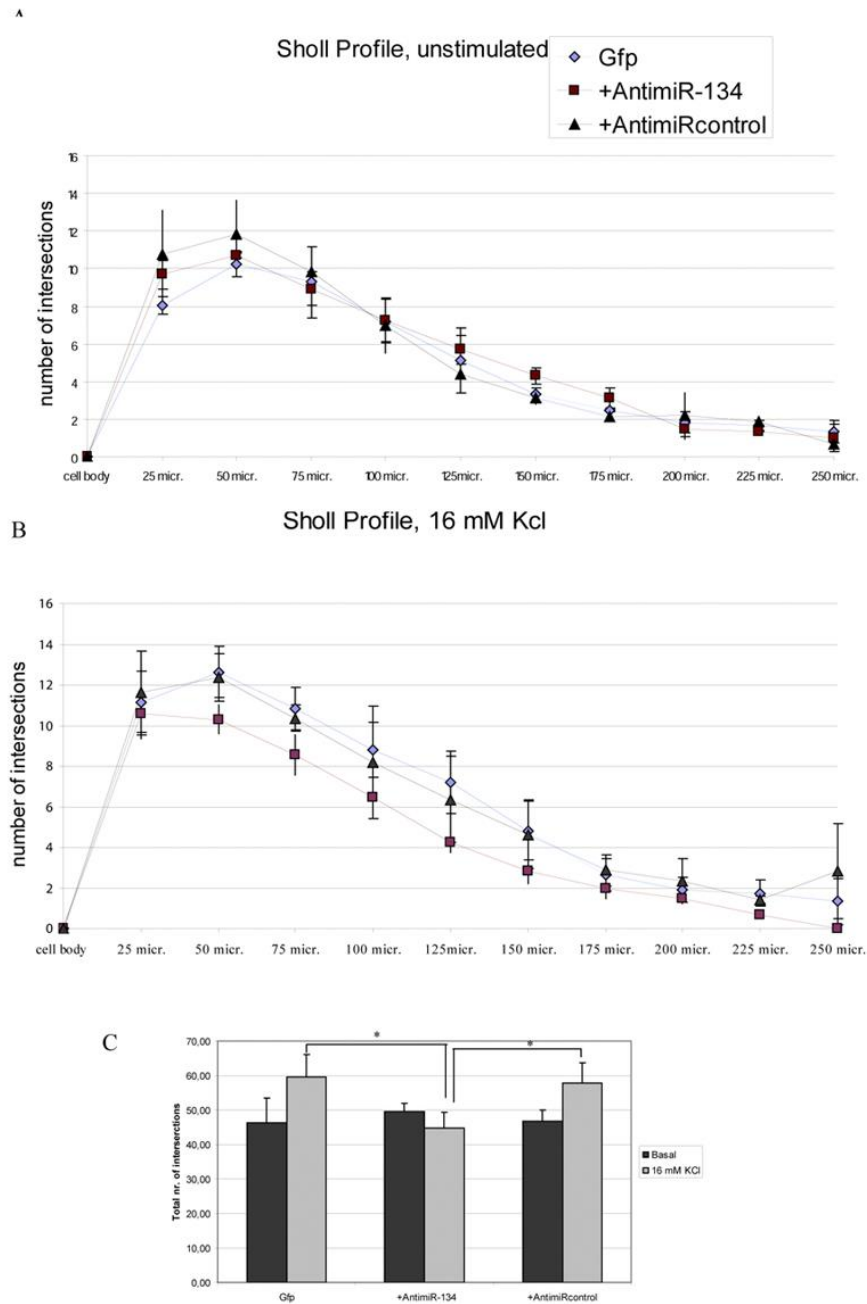 A
Sholl Profile, unstimulated
Gfp
+AntimiR-134
+AntimiRcontrol
16
14
12
10
8
6
4
2
0
number of intersections
cell body 25 micr. 50 micr. 75 micr. 100 micr. 125 micr. 150 micr. 175 micr. 200 micr. 225 micr. 250 micr.
B
Sholl Profile, 16 mM Kcl
16
14
12
10
8
6
4
2
0
number of intersections
cell body 25 micr. 50 micr. 75 micr. 100 micr. 125 micr. 150 micr. 175 micr. 200 micr. 225 micr. 250 micr.
C
70,00
60,00
50,00
40,00
30,00
20,00
10,00
0,00
Total nr. of interserctions
* *
Basal
16 mM KCl
Gfp +AntimiR-134 +AntimiRcontrol